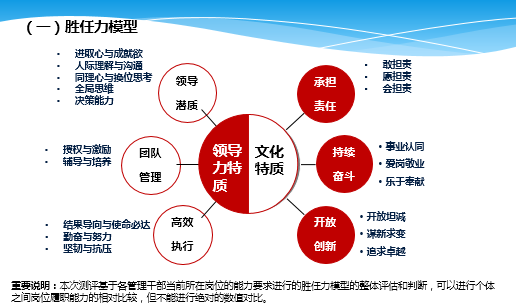 （一）胜任力模型
• 进取心与成就欲
• 人际理解与沟通
• 同理心与换位思考
• 全局思维
• 决策能力
领导
潜质
承担
责任
• 敢担责
• 愿担责
• 会担责
• 授权与激励
• 辅导与培养
团队
管理
领导
力特
质
文化
特质
持续
奋斗
• 事业认同
• 爱岗敬业
• 乐于奉献
• 结果导向与使命必达
• 勤奋与努力
• 坚韧与抗压
高效
执行
开放
创新
• 开放坦诚
• 谋新求变
• 追求卓越
重要说明：本次测评基于各管理干部当前所在岗位的能力要求进行的胜任力模型的整体评估和判断，可以进行个体
之间岗位履职能力的相对比较，但不能进行绝对的数值对比。